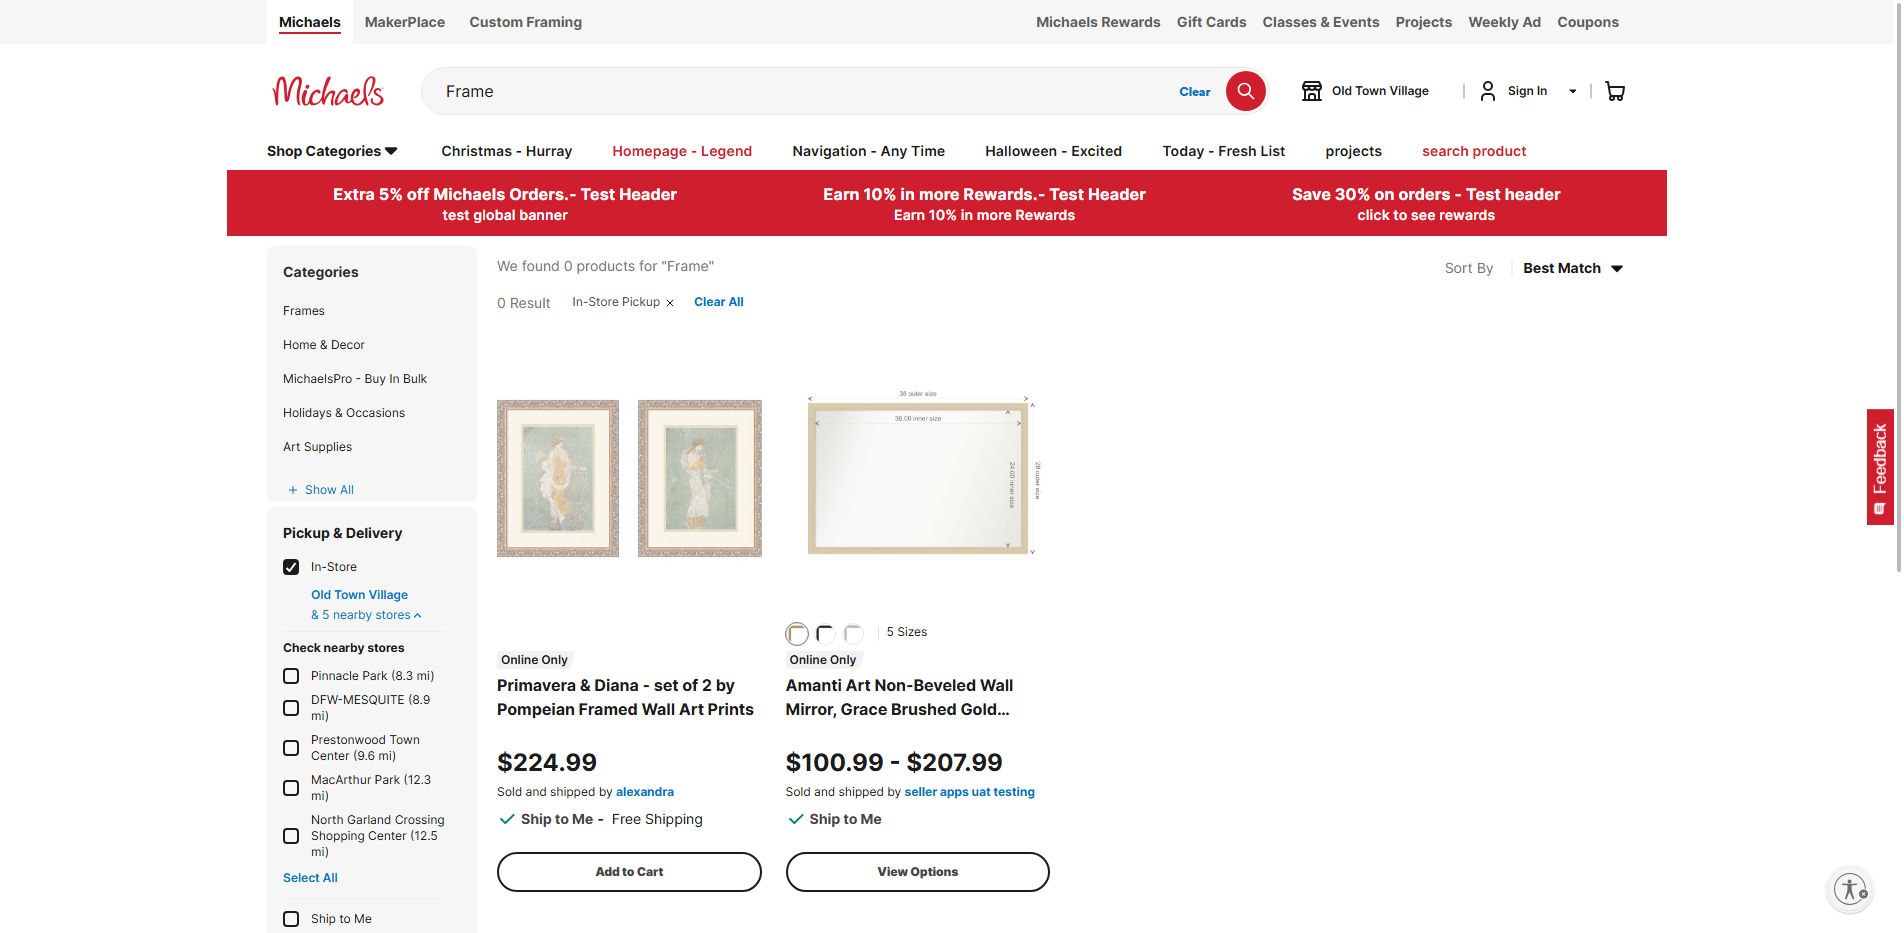 Michaels MakerPlace Custom Framing Michaels Rewards Gift Cards Classes & Events Projects Weekly Ad Coupons
Michaels Frame Clear Old Town Village Sign In
Shop Categories Christmas - Hurray Homepage - Legend Navigation - Any Time Halloween - Excited Today - Fresh List projects search product
Extra 5% off Michaels Orders.- Test Header
test global banner
Earn 10% in more Rewards.- Test Header
Earn 10% in more Rewards
Save 30% on orders - Test header
click to see rewards
Categories
Frames
Home & Decor
MichaelsPro - Buy In Bulk
Holidays & Occasions
Art Supplies
+ Show All
Pickup & Delivery
In-Store
Old Town Village
& 5 nearby stores
Check nearby stores
Pinnacle Park (8.3 mi)
DFW-MESQUITE (8.9
mi)
Prestonwood Town
Center (9.6 mi)
MacArthur Park (12.3
mi)
North Garland Crossing
Shopping Center (12.5
mi)
Select All
Ship to Me
We found 0 products for "Frame"
Sort By Best Match
0 Result In-Store Pickup Clear All
Online Only
Primavera & Diana - set of 2 by
Pompeian Framed Wall Art Prints
$224.99
Sold and shipped by alexandra
Ship to Me - Free Shipping
Add to Cart
38 outer size
36.00 inner size
24.00 inner size
26 outer size
5 Sizes
Online Only
Amanti Art Non-Beveled Wall
Mirror, Grace Brushed Gold...
$100.99 - $207.99
Sold and shipped by seller apps uat testing
Ship to Me
View Options
Feedback